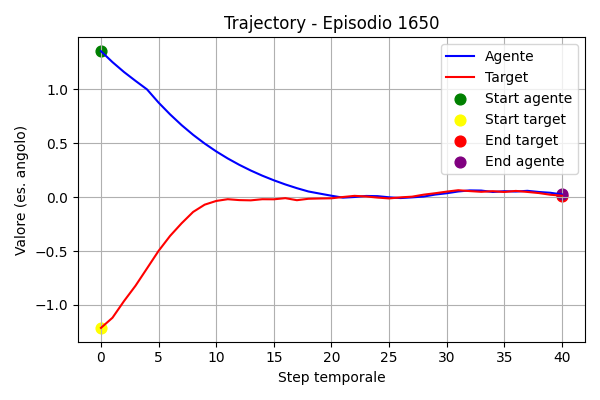 Trajectory - Episodio 1650
Valore (es. angolo)
1.0
0.5
0.0
−0.5
−1.0
Agente
Target
Start agente
Start target
End target
End agente
0 5 10 15 20 25 30 35 40
Step temporale